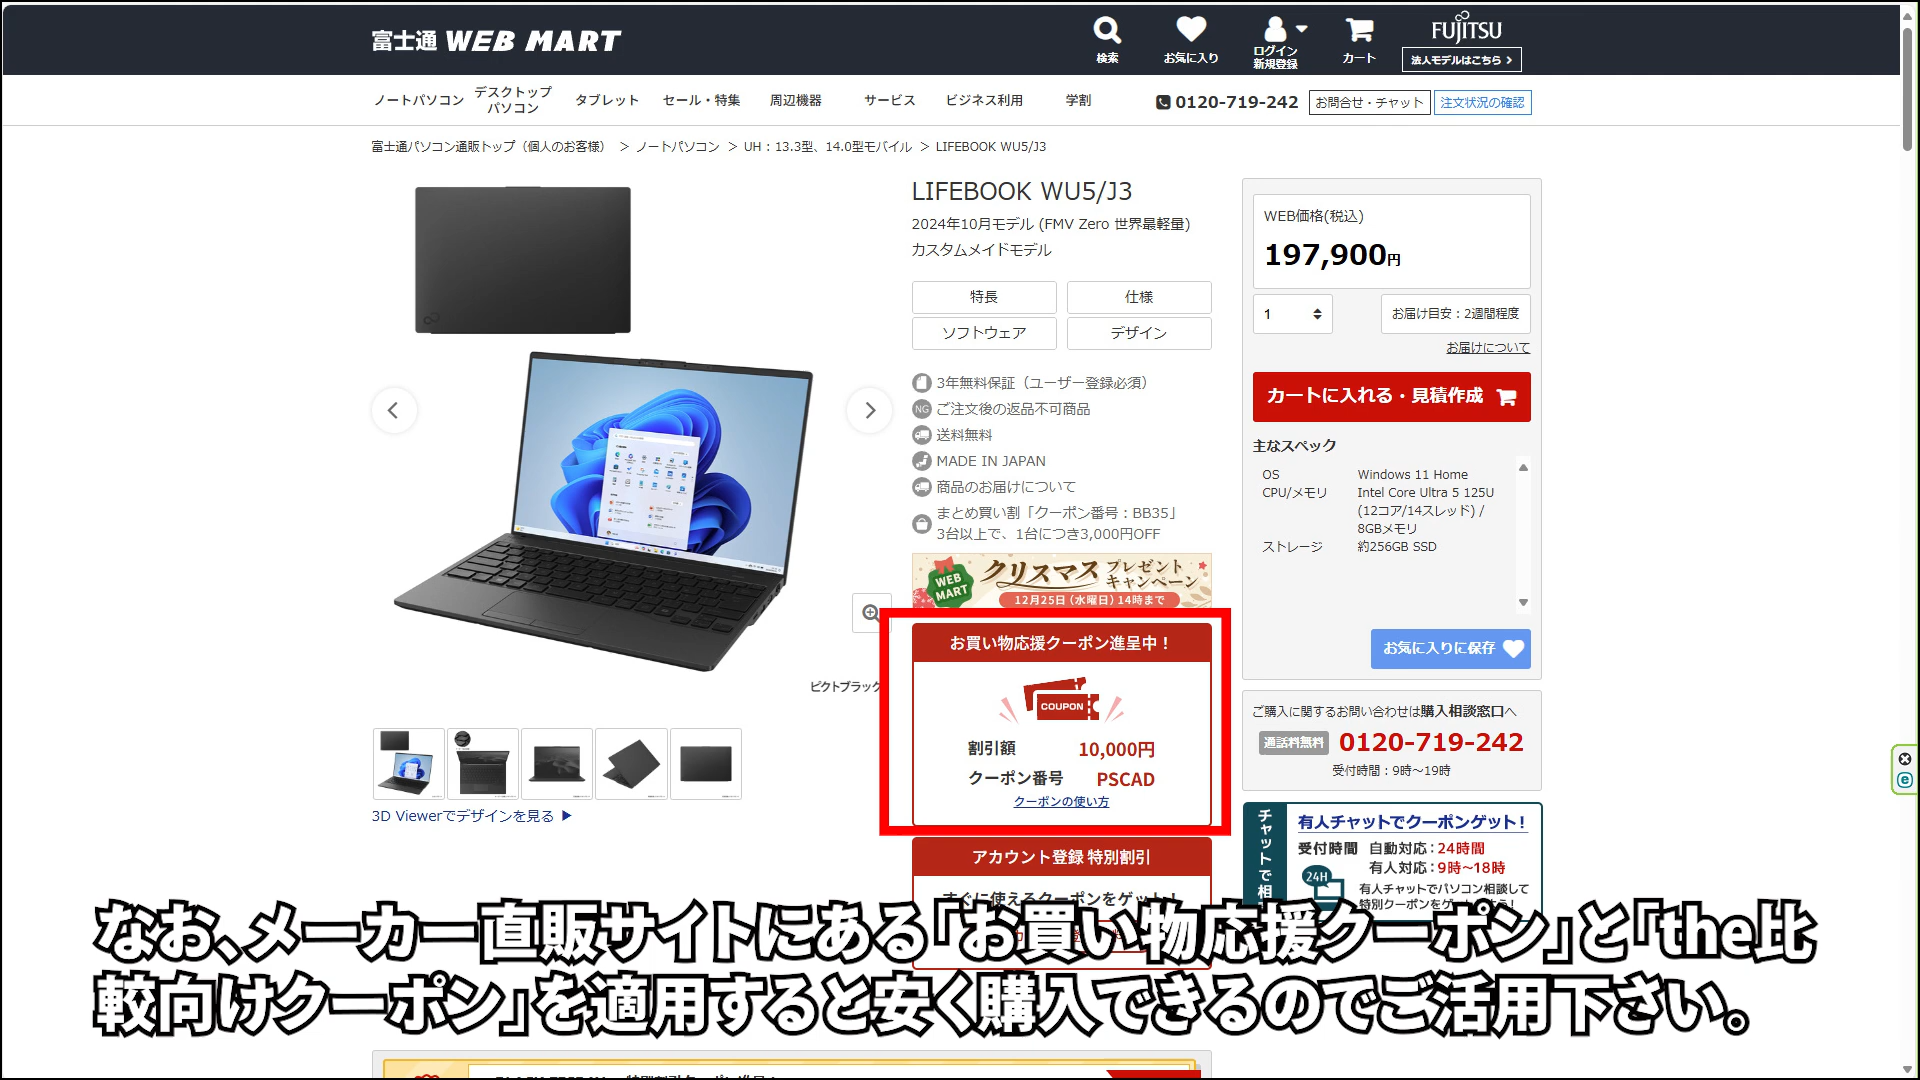 富士通 WEB MART
検索
お気に入り
ログイン
新規登録
カート
FUJITSU
法人モデルはこちら
ノートパソコン
デスクトップ
パソコン
タブレット
セール・特集
周辺機器
サービス
ビジネス利用
学割
0120-719-242
お問合せ・チャット
注文状況の確認
富士通パソコン通販トップ（個人のお客様） > ノートパソコン > UH：13.3型、14.0型モバイル > LIFEBOOK WU5/J3
LIFEBOOK WU5/J3
2024年10月モデル (FMV Zero 世界最軽量)
カスタムメイドモデル
特長
仕様
ソフトウェア
デザイン
3年無料保証（ユーザー登録必須）
NG ご注文後の返品不可商品
送料無料
MADE IN JAPAN
商品のお届けについて
まとめ買い割「クーポン番号：BB35」
3台以上で、1台につき3,000円OFF
WEB MART
クリスマス プレゼント
キャンペーン
12月25日（水曜日）14時まで
お買い物応援クーポン進呈中！
COUPON
割引額 10,000円
クーポン番号 PSCAD
クーポンの使い方
アカウント登録 特別割引
すぐに使えるクーポンをゲット！
ピクトブラック
3D Viewerでデザインを見る ▶
WEB価格(税込)
197,900円
1
お届け目安：2週間程度
お届けについて
カートに入れる・見積作成
主なスペック
OS Windows 11 Home
CPU/メモリ Intel Core Ultra 5 125U
(12コア/14スレッド) /
8GBメモリ
ストレージ 約256GB SSD
お気に入りに保存
ご購入に関するお問い合わせは購入相談窓口へ
通話料無料 0120-719-242
受付時間：9時～19時
チャットで相
有人チャットでクーポンゲット！
受付時間 自動対応：24時間
有人対応：9時～18時
24H
有人チャットでパソコン相談して
特別クーポンをゲット
なお、メーカー直販サイトにある「お買い物応援クーポン」と「the比
較向けクーポン」を適用すると安く購入できるのでご活用下さい。